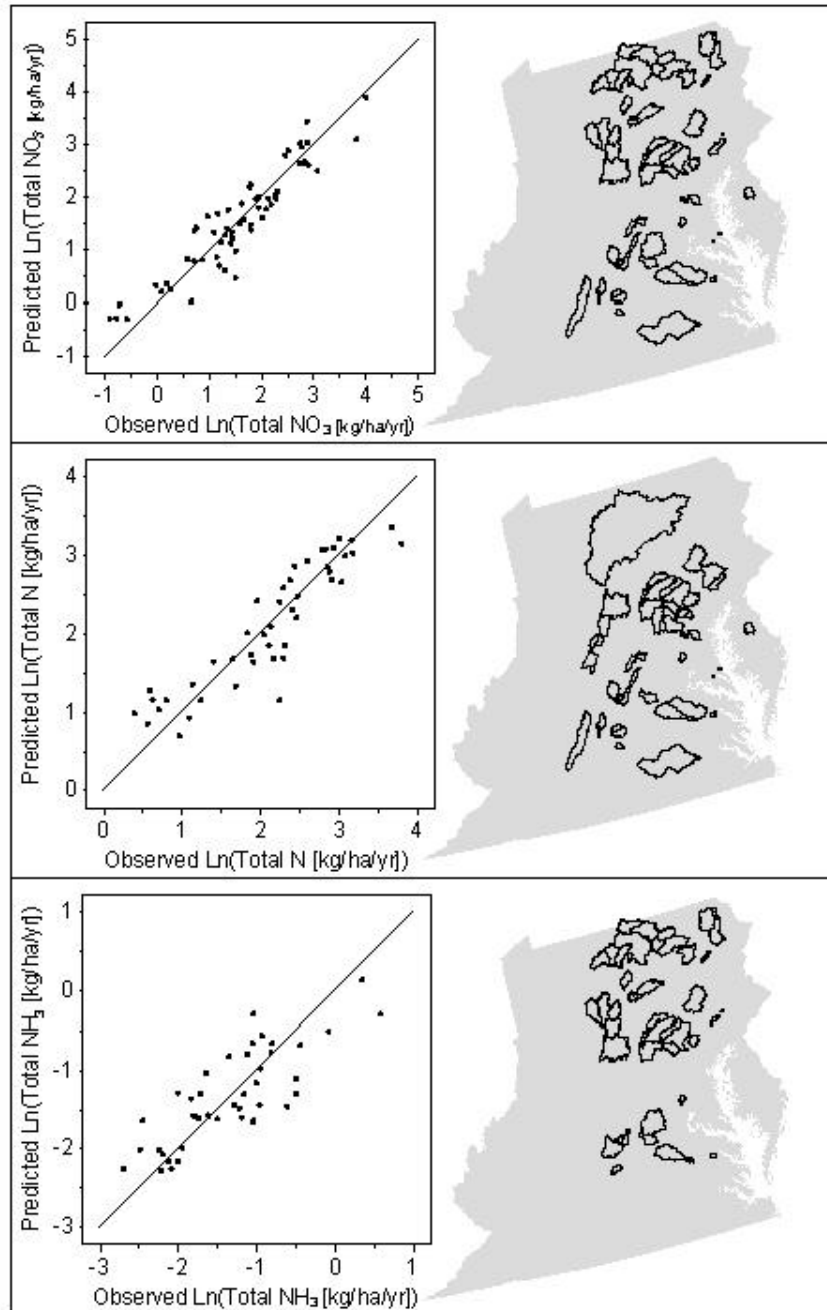 5
4
3
2
1
0
-1
Predicted Ln(Total NO₃ [kg/ha/yr])
-1 0 1 2 3 4 5
Observed Ln(Total NO₃ [kg/ha/yr])
4
3
2
1
0
Predicted Ln(Total N [kg/ha/yr])
0 1 2 3 4
Observed Ln(Total N [kg/ha/yr])
1
0
-1
-2
-3
Predicted Ln(Total NH₃ [kg/ha/yr])
-3 -2 -1 0 1
Observed Ln(Total NH₃ [kg/ha/yr])